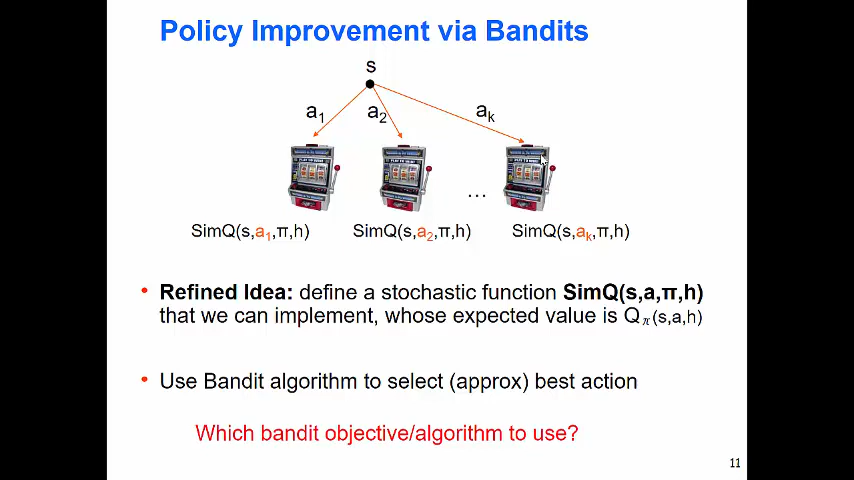 Policy Improvement via Bandits
s
a1 a2 ak
…
SimQ(s,a1,π,h) SimQ(s,a2,π,h) SimQ(s,ak,π,h)
• Refined Idea: define a stochastic function SimQ(s,a,π,h)
that we can implement, whose expected value is Qπ(s,a,h)
• Use Bandit algorithm to select (approx) best action
Which bandit objective/algorithm to use?
11